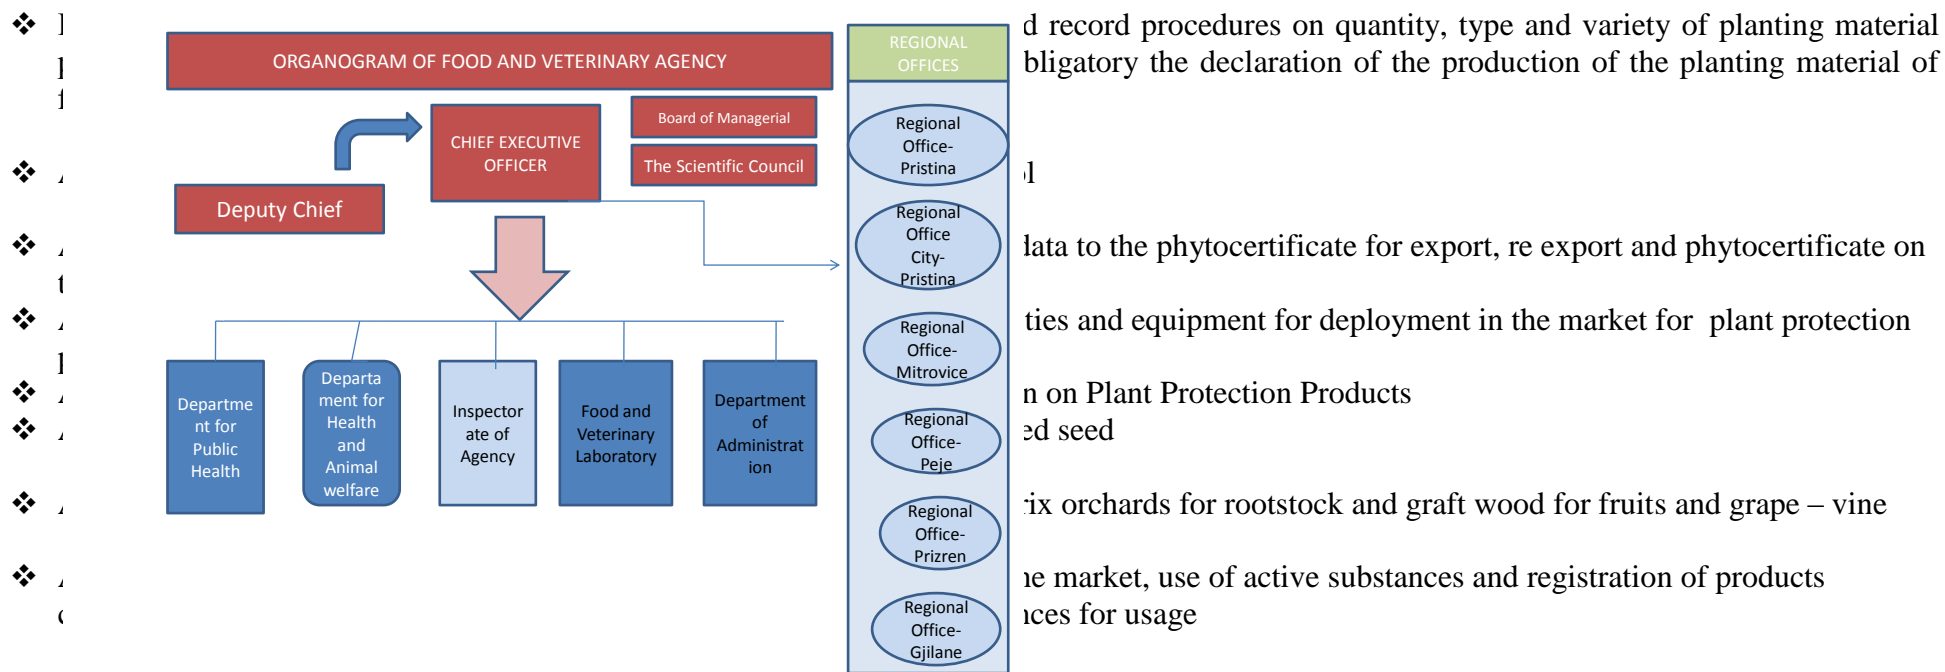 ❖ d record procedures on quantity, type and variety of planting material
bligatory the declaration of the production of the planting material of
❖
❖ data to the phytocertificate for export, re export and phytocertificate on
❖ ties and equipment for deployment in the market for plant protection
❖ n on Plant Protection Products
❖ ed seed
❖ rix orchards for rootstock and graft wood for fruits and grape – vine
❖ he market, use of active substances and registration of products
nces for usage
ORGANOGRAM OF FOOD AND VETERINARY AGENCY
CHIEF EXECUTIVE
OFFICER
Board of Managerial
The Scientific Council
Deputy Chief
Departme
nt for
Public
Health
Departa
ment for
Health
and
Animal
welfare
Inspector
ate of
Agency
Food and
Veterinary
Laboratory
Department
of
Administrat
ion
REGIONAL
OFFICES
Regional
Office-
Pristina
Regional
Office
City-
Pristina
Regional
Office-
Mitrovice
Regional
Office-
Peje
Regional
Office-
Prizren
Regional
Office-
Gjilane